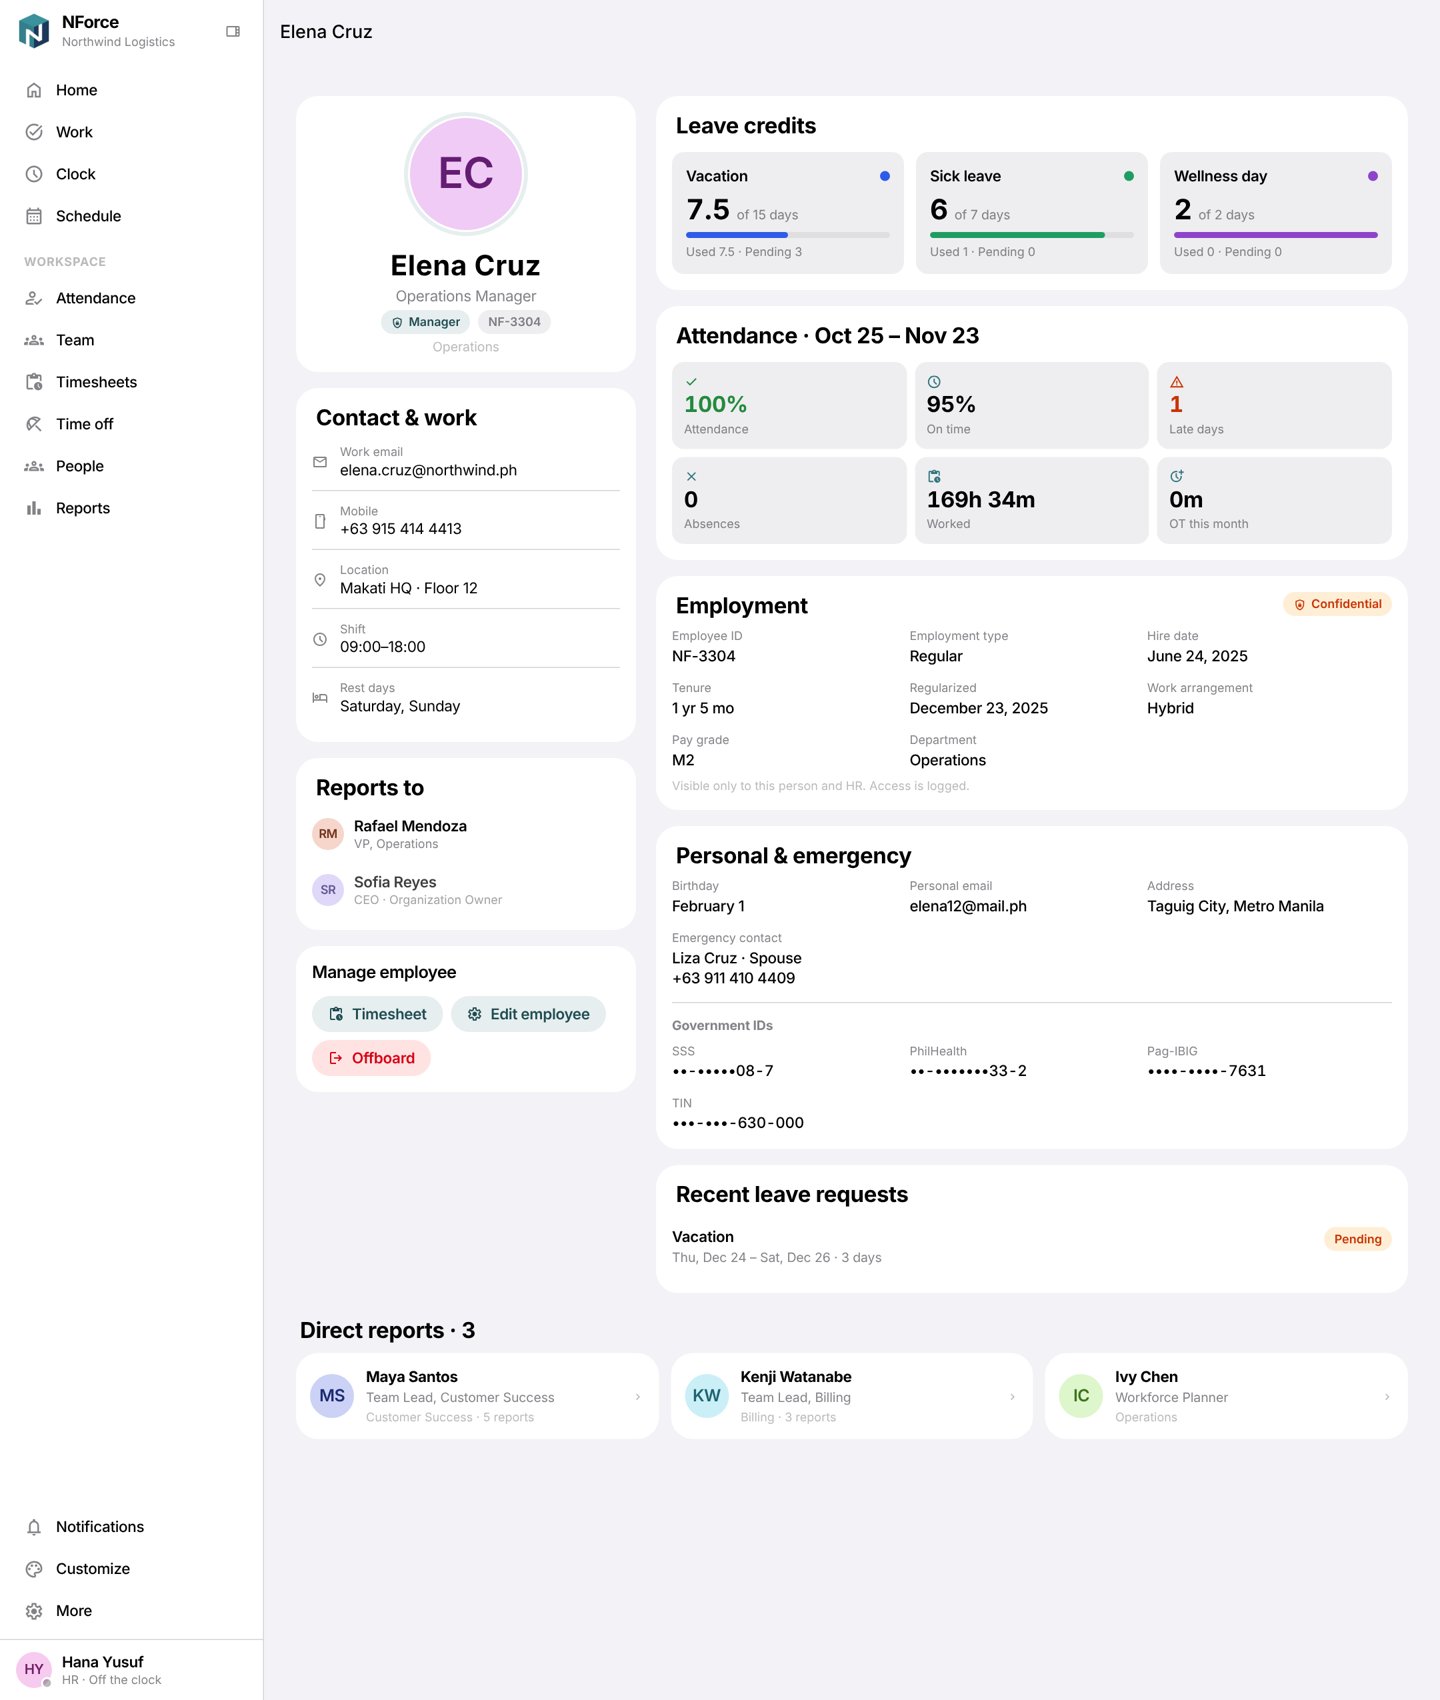 NForce
Northwind Logistics
Home
Work
Clock
Schedule
WORKSPACE
Attendance
Team
Timesheets
Time off
People
Reports
Notifications
Customize
More
HY
Hana Yusuf
HR · Off the clock
Elena Cruz
EC
Elena Cruz
Operations Manager
Manager
NF-3304
Operations
Contact & work
Work email
elena.cruz@northwind.ph
Mobile
+63 915 414 4413
Location
Makati HQ · Floor 12
Shift
09:00–18:00
Rest days
Saturday, Sunday
Reports to
RM
Rafael Mendoza
VP, Operations
SR
Sofia Reyes
CEO · Organization Owner
Manage employee
Timesheet
Edit employee
Offboard
Leave credits
Vacation
7.5 of 15 days
Used 7.5 · Pending 3
Sick leave
6 of 7 days
Used 1 · Pending 0
Wellness day
2 of 2 days
Used 0 · Pending 0
Attendance · Oct 25 – Nov 23
100%
Attendance
95%
On time
1
Late days
0
Absences
169h 34m
Worked
0m
OT this month
Employment
Confidential
Employee ID
NF-3304
Employment type
Regular
Hire date
June 24, 2025
Tenure
1 yr 5 mo
Regularized
December 23, 2025
Work arrangement
Hybrid
Pay grade
M2
Department
Operations
Visible only to this person and HR. Access is logged.
Personal & emergency
Birthday
February 1
Personal email
elena12@mail.ph
Address
Taguig City, Metro Manila
Emergency contact
Liza Cruz · Spouse
+63 911 410 4409
Government IDs
SSS
••-•••••08-7
PhilHealth
••-•••••••33-2
Pag-IBIG
••••-••••-7631
TIN
•••-•••-630-000
Recent leave requests
Vacation
Thu, Dec 24 – Sat, Dec 26 · 3 days
Pending
Direct reports · 3
MS
Maya Santos
Team Lead, Customer Success
Customer Success · 5 reports
KW
Kenji Watanabe
Team Lead, Billing
Billing · 3 reports
IC
Ivy Chen
Workforce Planner
Operations